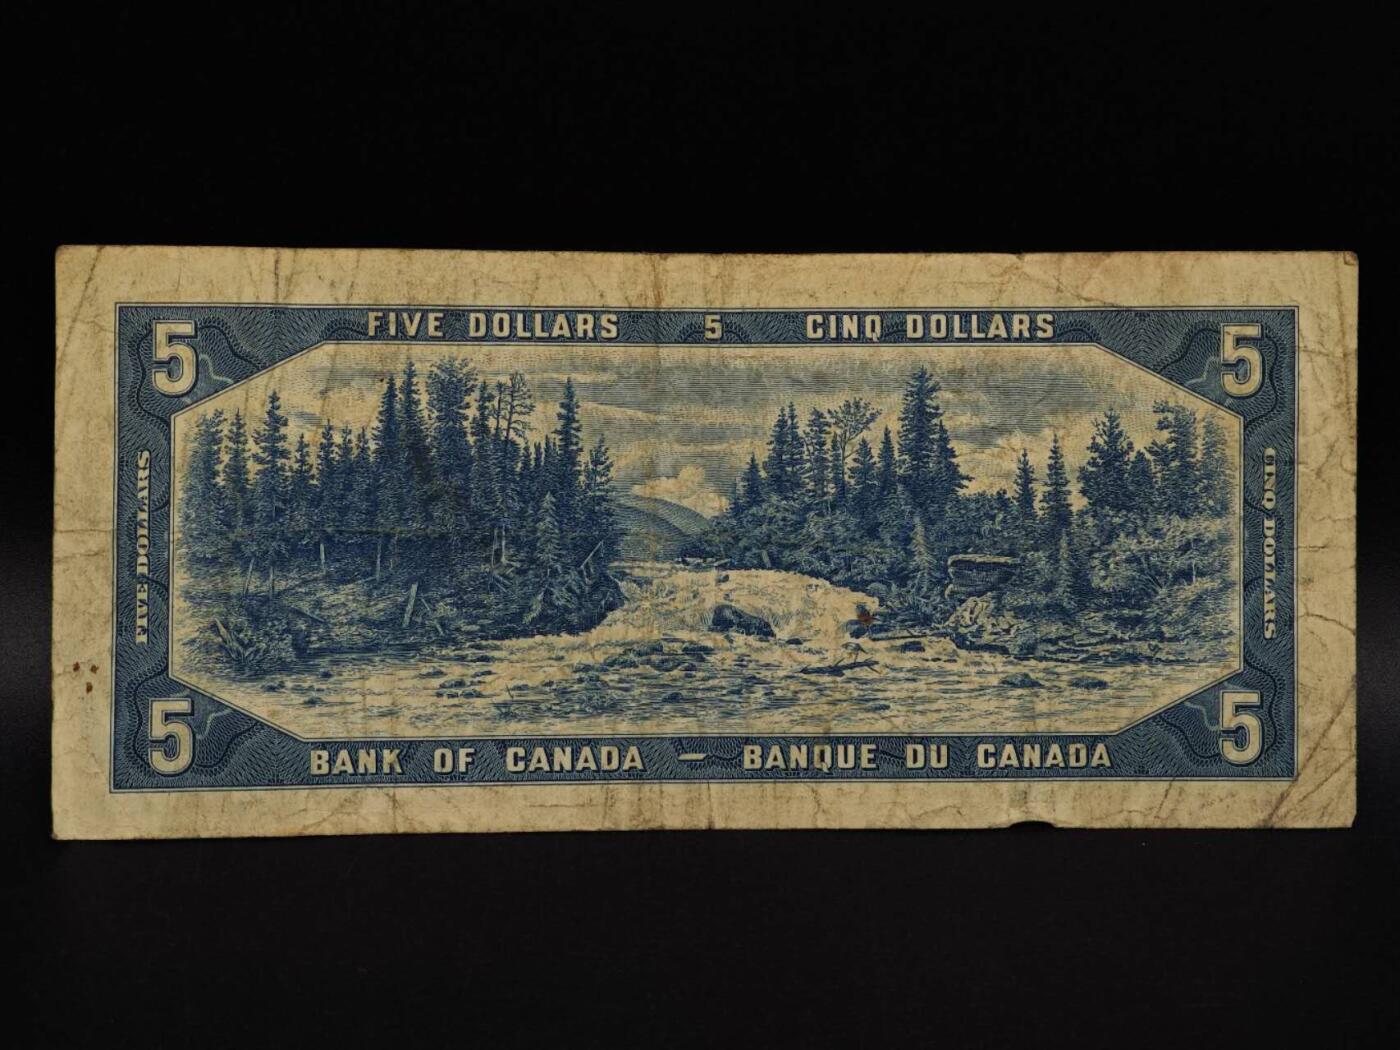 FIVE DOLLARS 5 CINQ DOLLARS
5
5
FIVE DOLLARS
CINQ DOLLARS
5
5
BANK OF CANADA — BANQUE DU CANADA